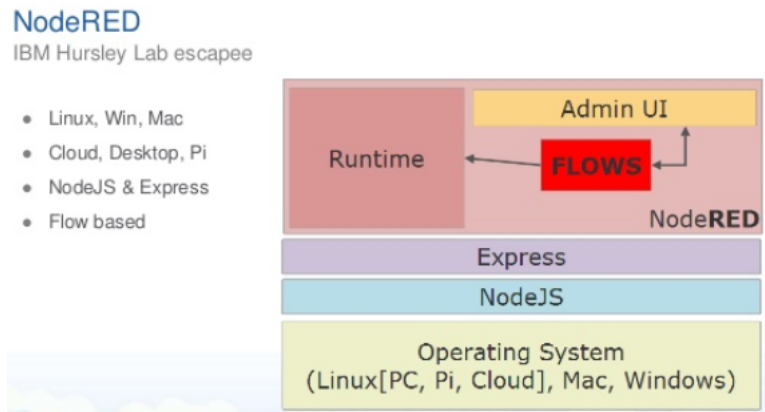 NodeRED
IBM Hursley Lab escapee
• Linux, Win, Mac
• Cloud, Desktop, Pi
• NodeJS & Express
• Flow based
Admin UI
Runtime
FLOWS
NodeRED
Express
NodeJS
Operating System
(Linux[PC, Pi, Cloud], Mac, Windows)